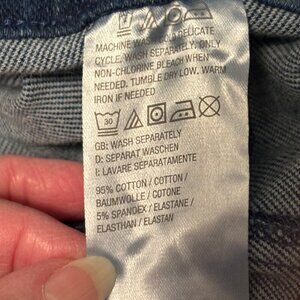 MACHINE WASH COLD DELICATE
CYCLE. WASH SEPARATELY. ONLY
NON-CHLORINE BLEACH WHEN
NEEDED. TUMBLE DRY LOW. WARM
IRON IF NEEDED
30
GB: WASH SEPARATELY
D: SEPARAT WASCHEN
I: LAVARE SEPARATAMENTE
95% COTTON / COTON /
BAUMWOLLE / COTONE
5% SPANDEX / ELASTANE /
ELASTHAN / ELASTAN